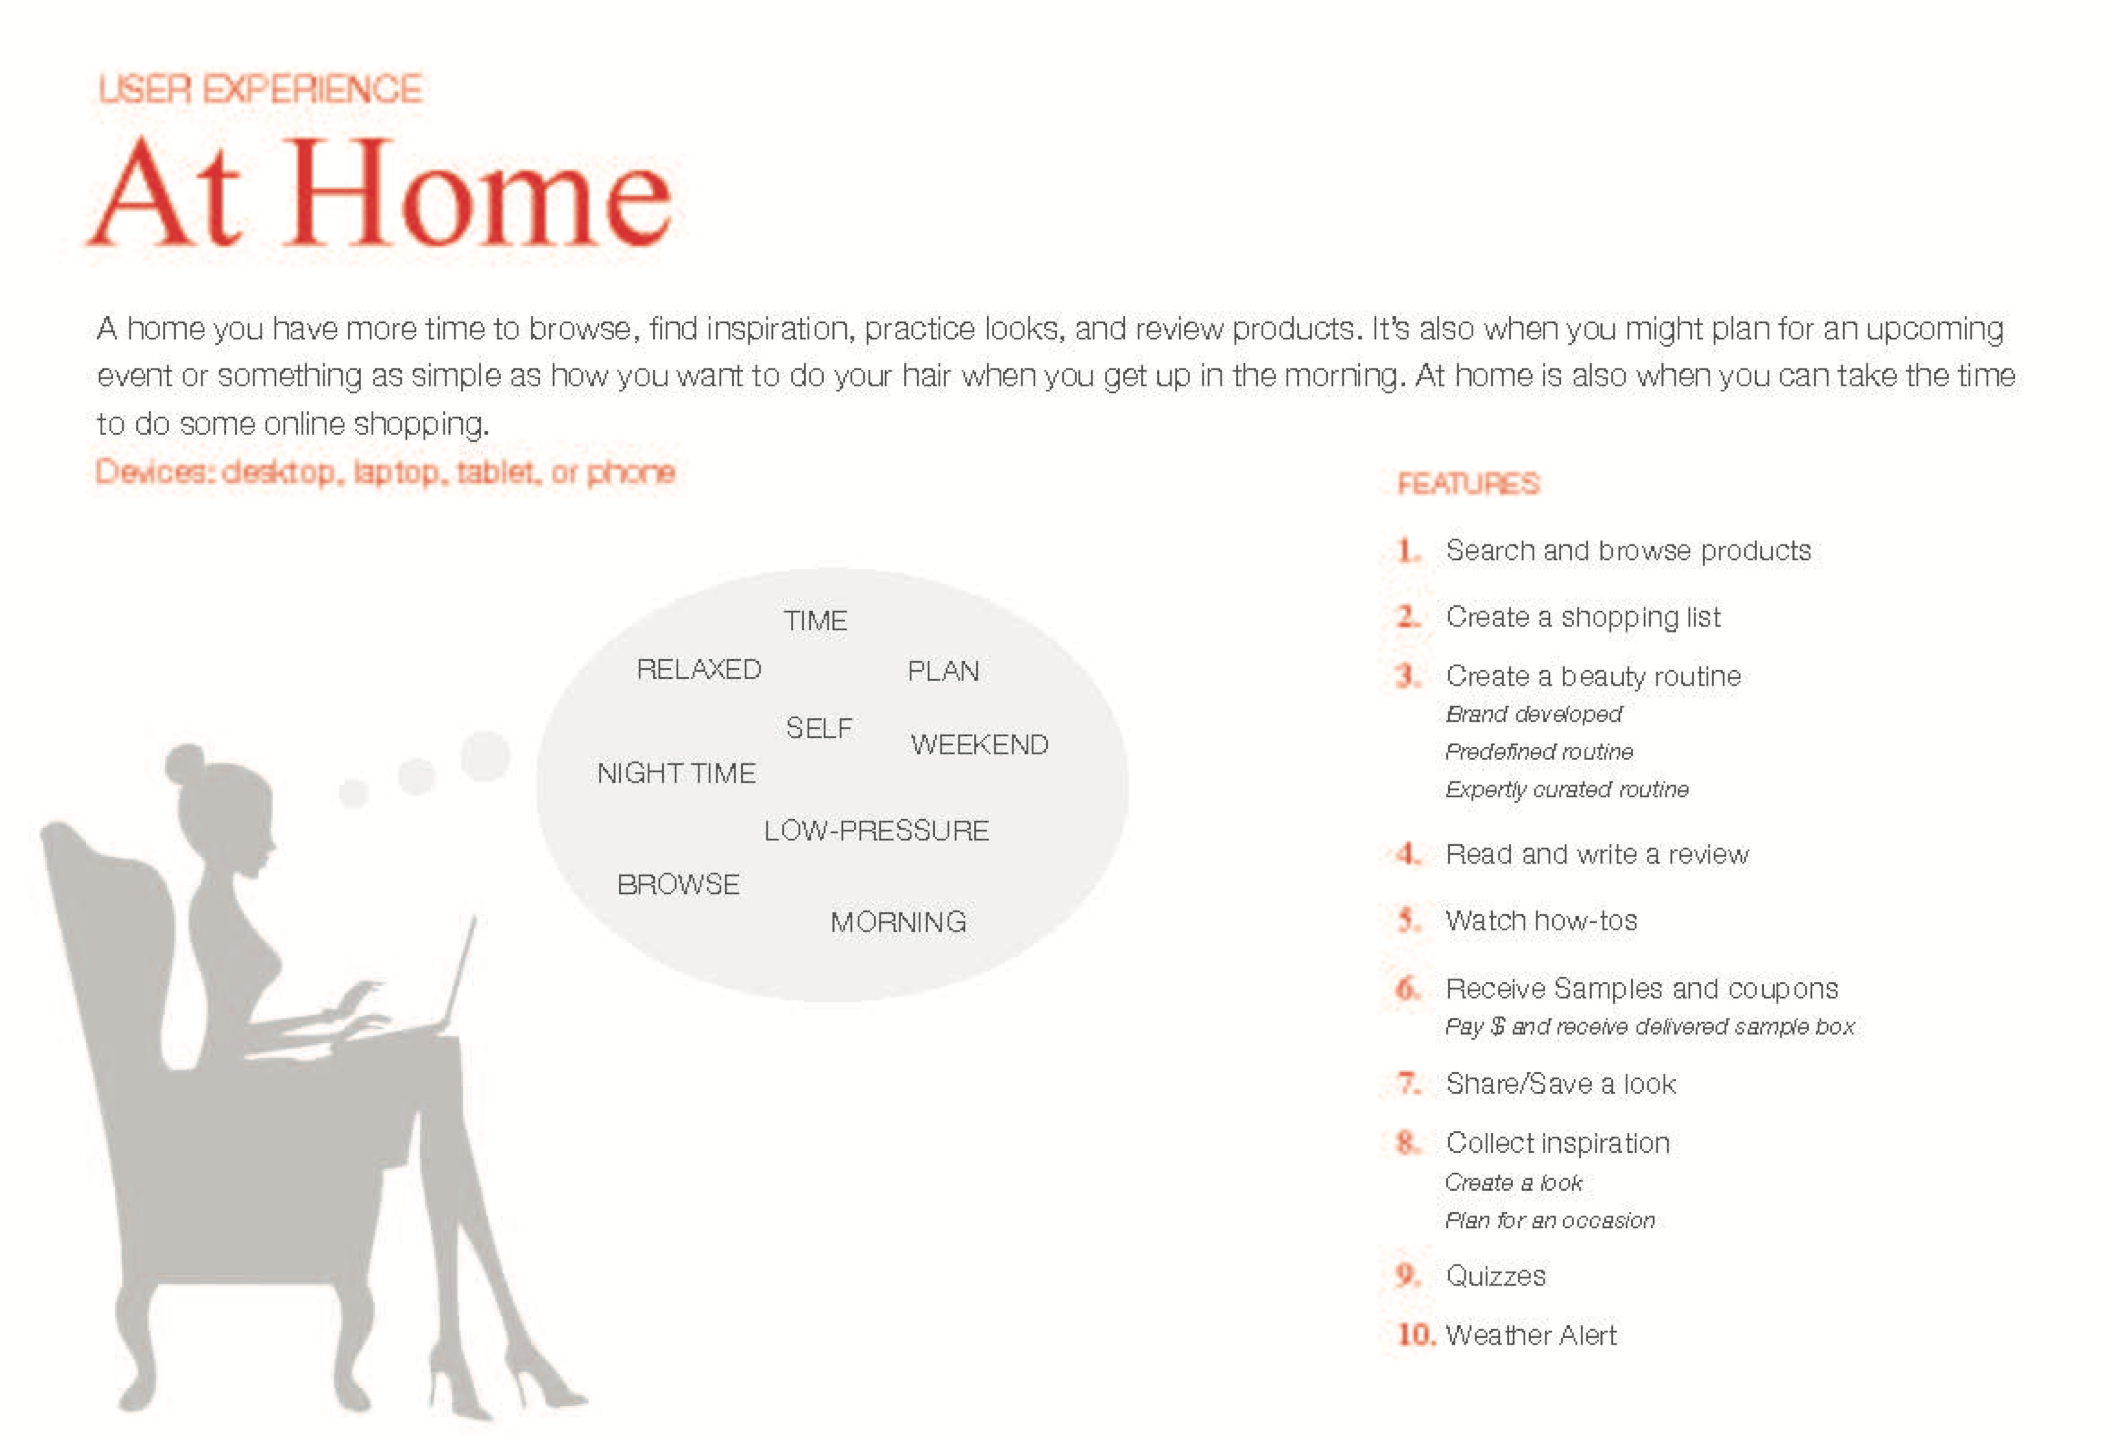 USER EXPERIENCE
At Home
A home you have more time to browse, find inspiration, practice looks, and review products. It's also when you might plan for an upcoming
event or something as simple as how you want to do your hair when you get up in the morning. At home is also when you can take the time
to do some online shopping.
Devices: desktop, laptop, tablet, or phone
TIME
RELAXED
PLAN
SELF
WEEKEND
NIGHT TIME
LOW-PRESSURE
BROWSE
MORNING
FEATURES
1. Search and browse products
2. Create a shopping list
3. Create a beauty routine
Brand developed
Predefined routine
Expertly curated routine
4. Read and write a review
5. Watch how-tos
6. Receive Samples and coupons
Pay $ and receive delivered sample box
7. Share/Save a look
8. Collect inspiration
Create a look
Plan for an occasion
9. Quizzes
10. Weather Alert